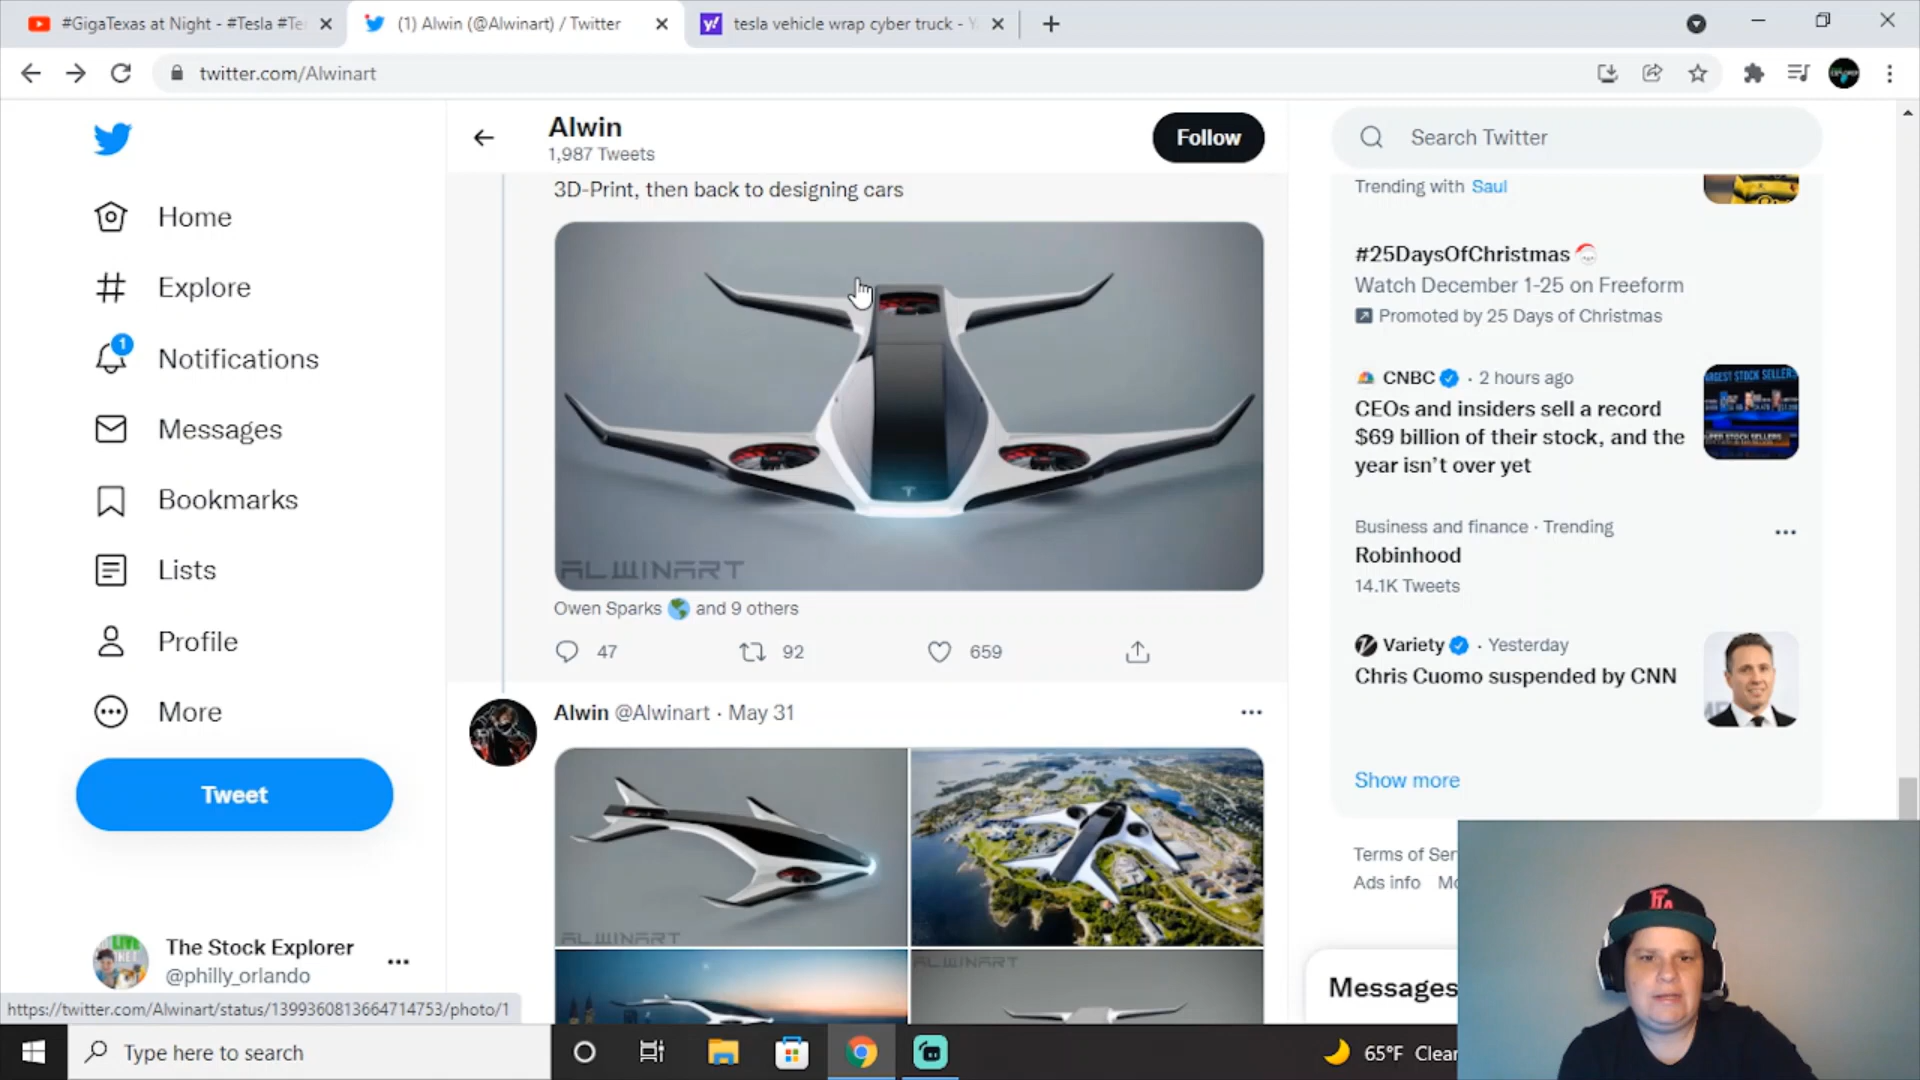 #GigaTexas at Night - #Tesla #Te
(1) Alwin (@Alwinart) / Twitter
tesla vehicle wrap cyber truck - Y
twitter.com/Alwinart
Alwin
1,987 Tweets
Follow
Search Twitter
Home
Explore
1
Notifications
Messages
Bookmarks
Lists
Profile
More
Tweet
The Stock Explorer
@philly_orlando
3D-Print, then back to designing cars
ALWINART
Owen Sparks and 9 others
47
92
659
Alwin @Alwinart · May 31
ALWINART
ALWINART
Trending with Saul
#25DaysOfChristmas
Watch December 1-25 on Freeform
Promoted by 25 Days of Christmas
CNBC · 2 hours ago
CEOs and insiders sell a record
$69 billion of their stock, and the
year isn't over yet
Business and finance · Trending
Robinhood
14.1K Tweets
Variety · Yesterday
Chris Cuomo suspended by CNN
Show more
Terms of Ser
Ads info Mo
Messages
https://twitter.com/Alwinart/status/1399360813664714753/photo/1
Type here to search
65°F Clear